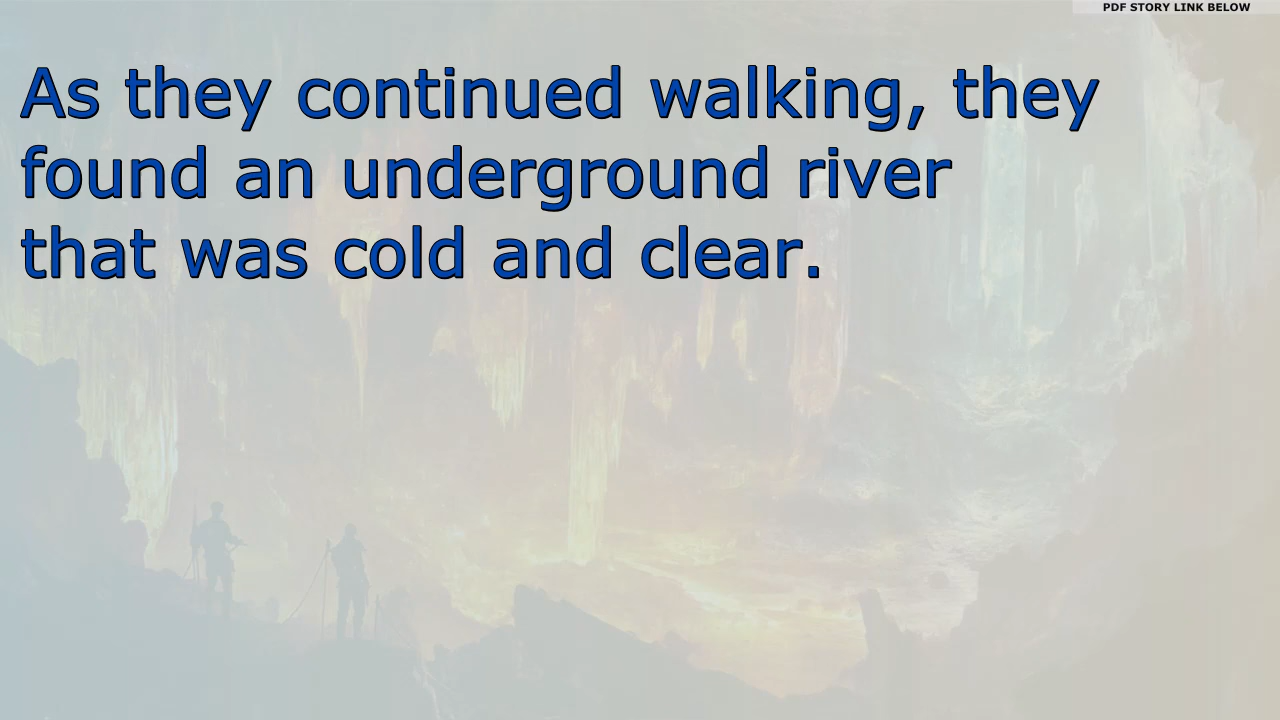 PDF STORY LINK BELOW
As they continued walking, they
found an underground river
that was cold and clear.